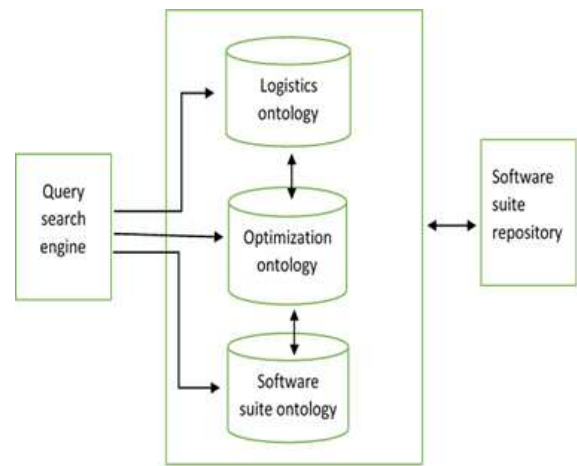 Logistics
ontology
Query
search
engine
Optimization
ontology
Software
suite ontology
Software
suite
repository